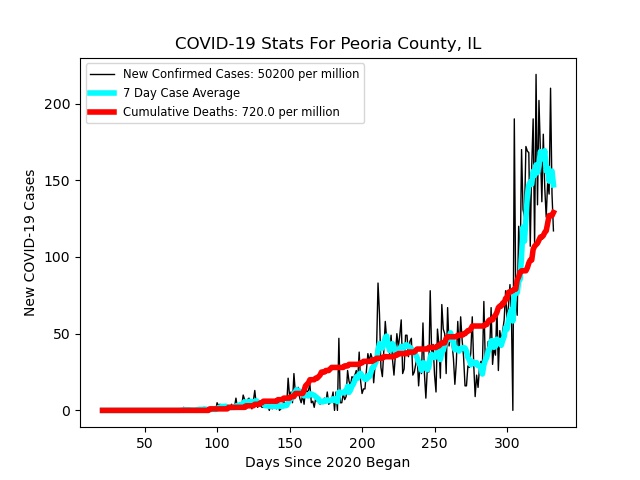 COVID-19 Stats For Peoria County, IL
New Confirmed Cases: 50200 per million
7 Day Case Average
Cumulative Deaths: 720.0 per million
New COVID-19 Cases
200
150
100
50
0
50
100
150
200
250
300
Days Since 2020 Began